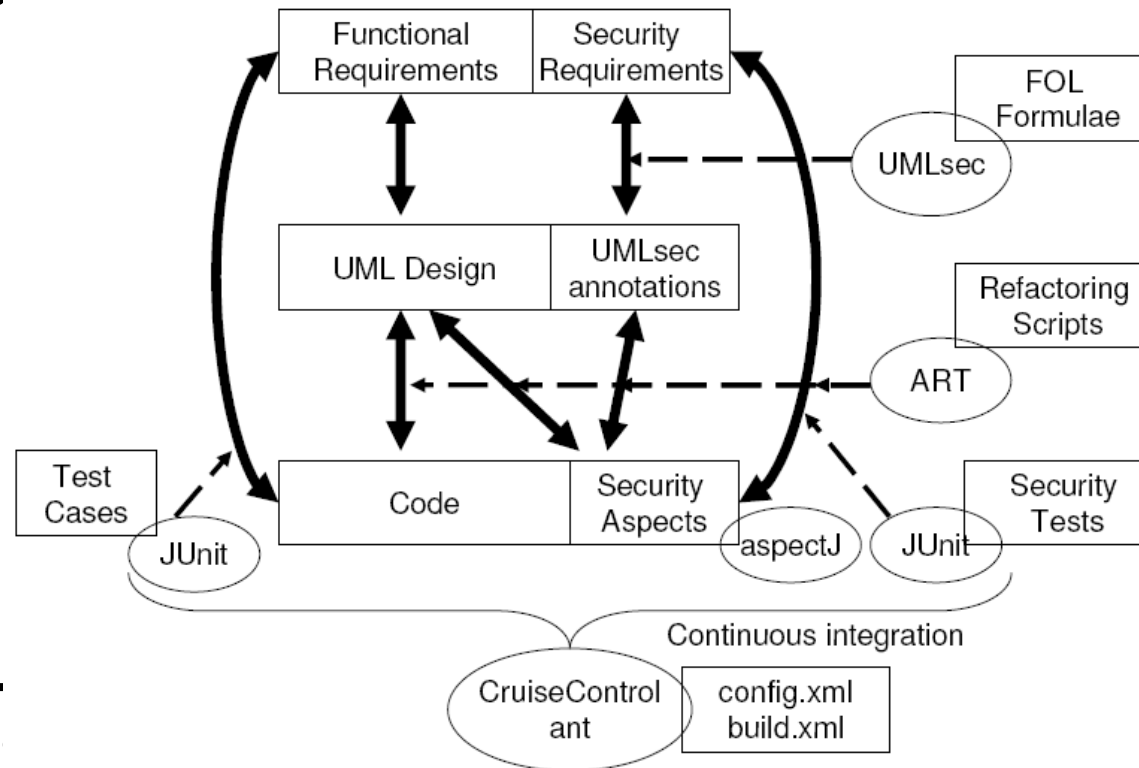 Functional
Requirements
Security
Requirements
FOL
Formulae
UMLsec
UML Design
UMLsec
annotations
Refactoring
Scripts
ART
Test
Cases
JUnit
Code
Security
Aspects
aspectJ
JUnit
Security
Tests
Continuous integration
CruiseControl
ant
config.xml
build.xml